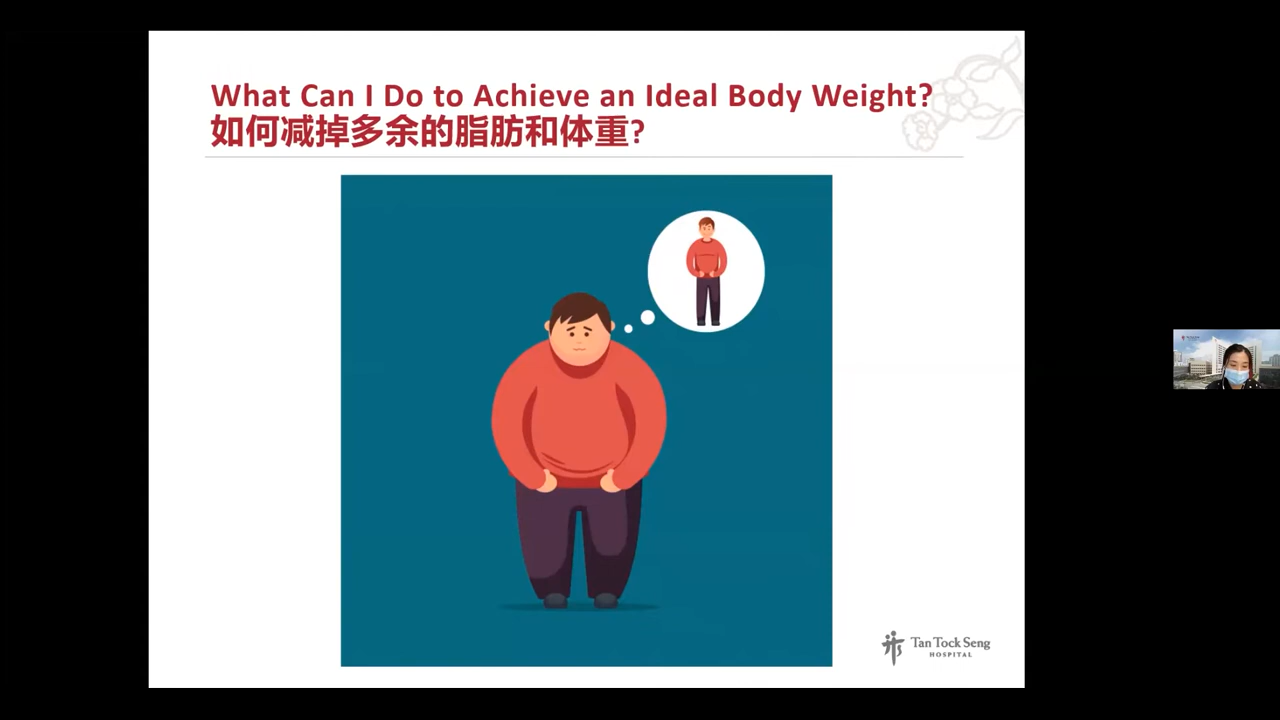 What Can I Do to Achieve an Ideal Body Weight?
如何减掉多余的脂肪和体重?
Tan Tock Seng
HOSPITAL